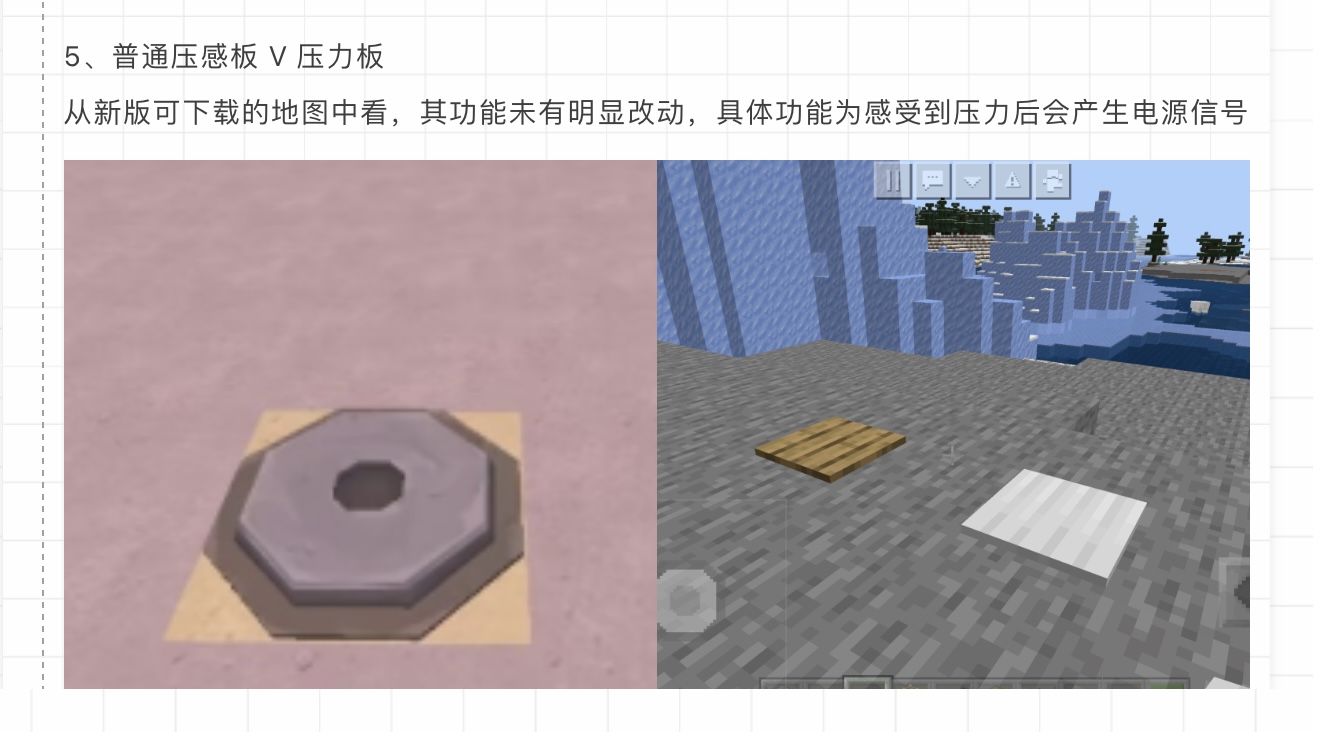 5、普通压感板 V 压力板
从新版可下载的地图中看，其功能未有明显改动，具体功能为感受到压力后会产生电源信号